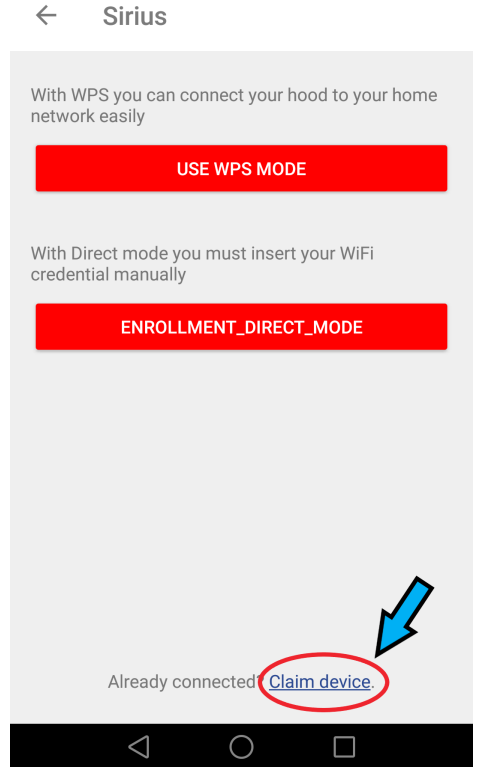 Sirius
With WPS you can connect your hood to your home
network easily
USE WPS MODE
With Direct mode you must insert your WiFi
credential manually
ENROLLMENT_DIRECT_MODE
Already connected? Claim device.